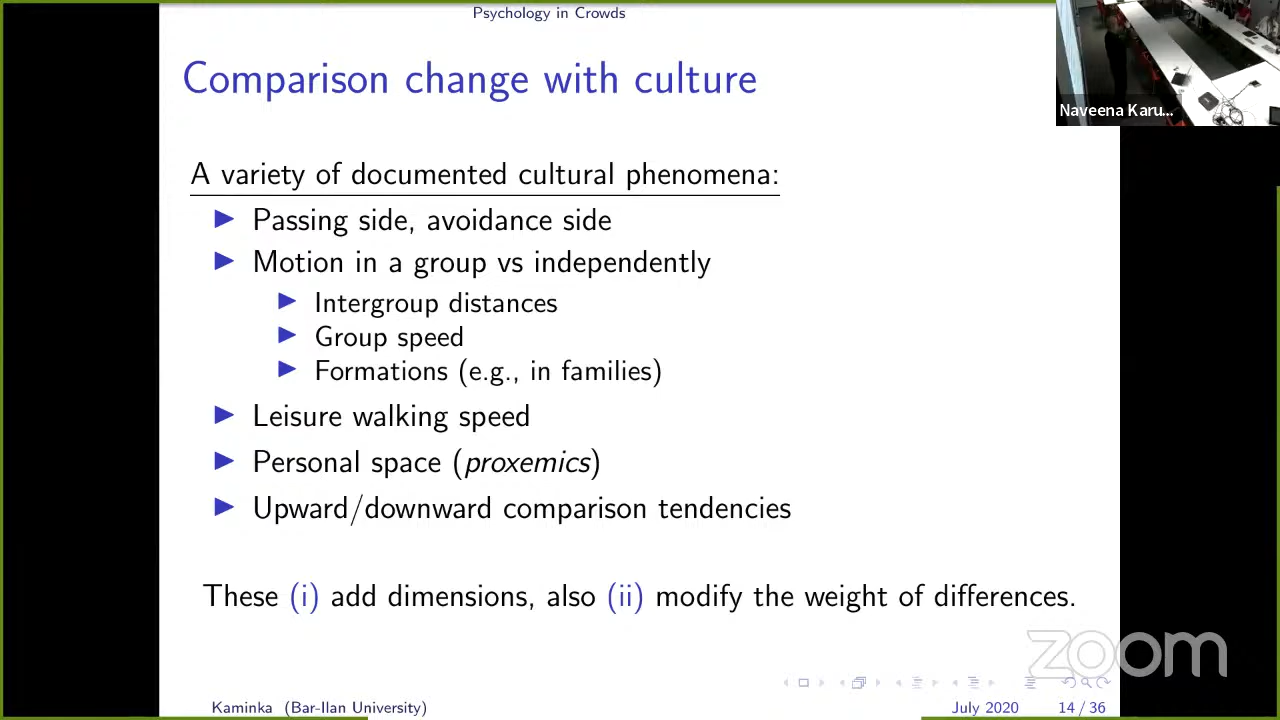 Psychology in Crowds
Comparison change with culture
Naveena Karu...
A variety of documented cultural phenomena:
Passing side, avoidance side
Motion in a group vs independently
Intergroup distances
Group speed
Formations (e.g., in families)
Leisure walking speed
Personal space (proxemics)
Upward/downward comparison tendencies
These (i) add dimensions, also (ii) modify the weight of differences.
zoom
Kaminka (Bar-Ilan University)
July 2020
14 / 36